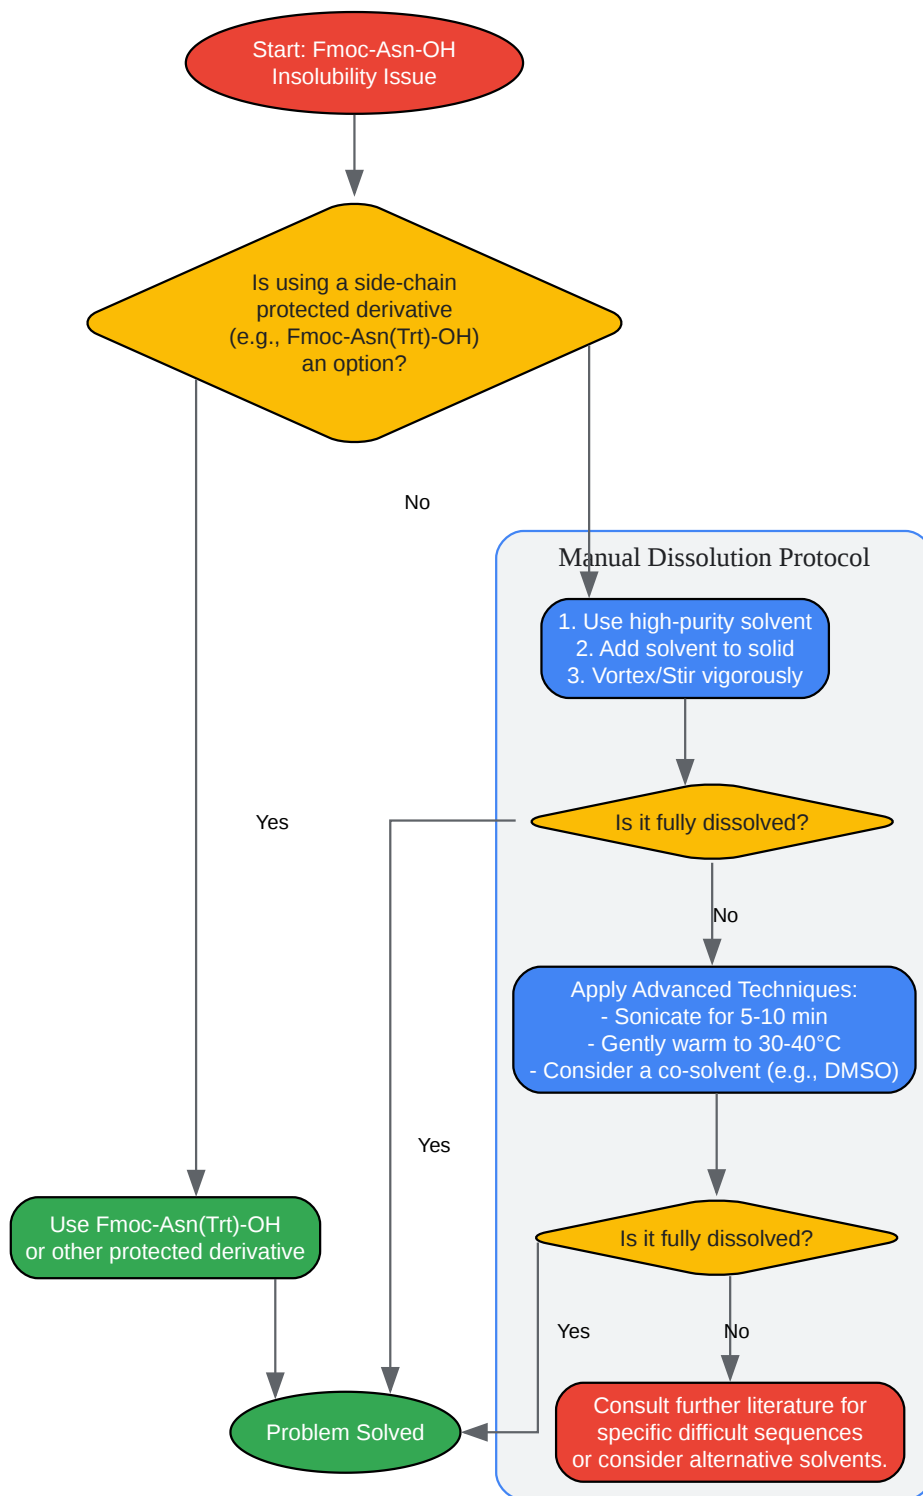 Start: Fmoc-Asn-OH
Insolubility Issue
Is using a side-chain
protected derivative
(e.g., Fmoc-Asn(Trt)-OH)
an option?
No
Manual Dissolution Protocol
1. Use high-purity solvent
2. Add solvent to solid
3. Vortex/Stir vigorously
Yes
Is it fully dissolved?
No
Apply Advanced Techniques:
- Sonicate for 5-10 min
- Gently warm to 30-40°C
- Consider a co-solvent (e.g., DMSO)
Yes
Use Fmoc-Asn(Trt)-OH
or other protected derivative
Is it fully dissolved?
Yes
No
Problem Solved
Consult further literature for
specific difficult sequences
or consider alternative solvents.